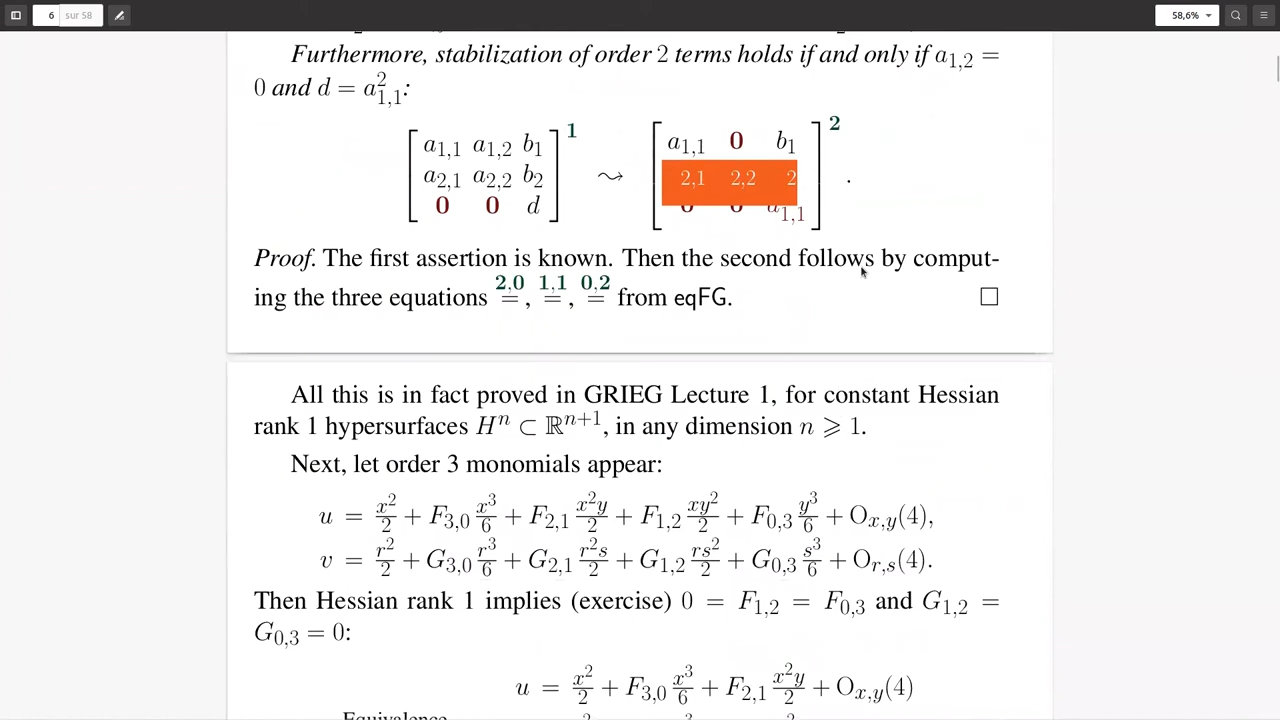 6 sur 58
58,6%
Furthermore, stabilization of order 2 terms holds if and only if a_{1,2} =
0 and d = a_{1,1}^2:
[ a_{1,1} a_{1,2} b_1 ]^1 ⇝ [ a_{1,1} 0 b_1 ]^2 .
[ a_{2,1} a_{2,2} b_2 ] [ 2,1 2,2 2 ]
[ 0 0 d ] [ 0 0 a_{1,1} ]
Proof. The first assertion is known. Then the second follows by comput-
ing the three equations \overset{2,0}{=}, \overset{1,1}{=}, \overset{0,2}{=} from eqFG. □
All this is in fact proved in GRIEG Lecture 1, for constant Hessian
rank 1 hypersurfaces H^n ⊂ ℝ^{n+1}, in any dimension n ⩾ 1.
Next, let order 3 monomials appear:
u = x^2/2 + F_{3,0} x^3/6 + F_{2,1} x^2y/2 + F_{1,2} xy^2/2 + F_{0,3} y^3/6 + O_{x,y}(4),
v = r^2/2 + G_{3,0} r^3/6 + G_{2,1} r^2s/2 + G_{1,2} rs^2/2 + G_{0,3} s^3/6 + O_{r,s}(4).
Then Hessian rank 1 implies (exercise) 0 = F_{1,2} = F_{0,3} and G_{1,2} =
G_{0,3} = 0:
u = x^2/2 + F_{3,0} x^3/6 + F_{2,1} x^2y/2 + O_{x,y}(4)
Equivalence